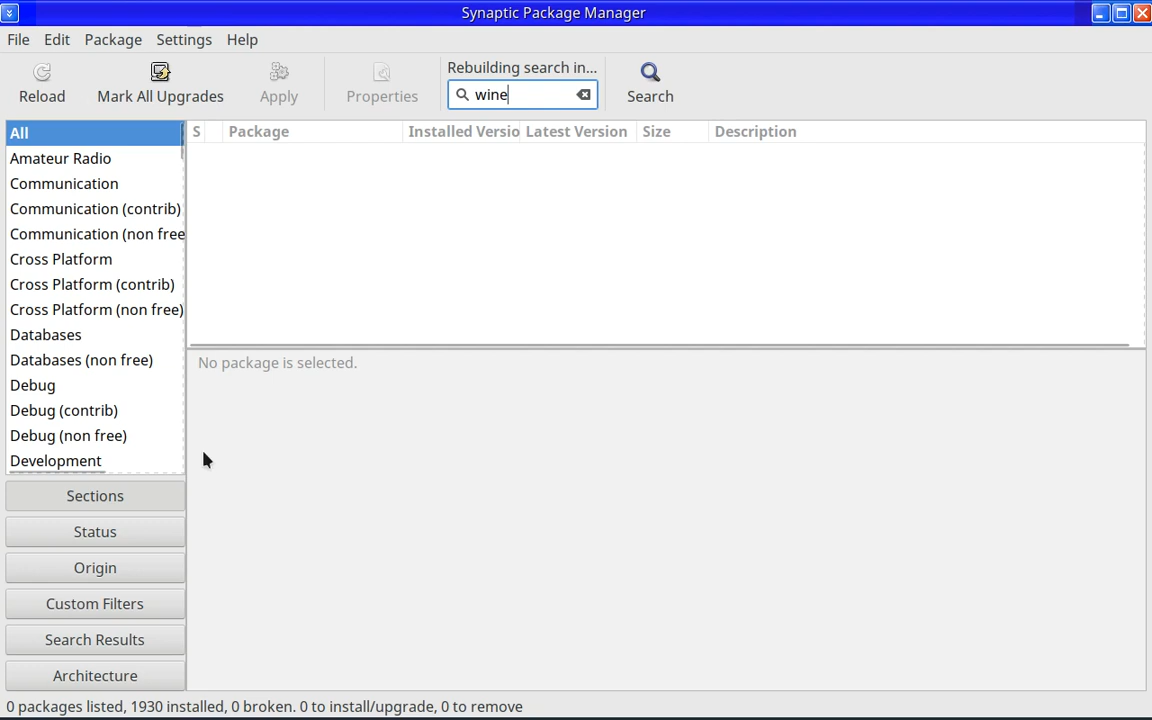 Synaptic Package Manager
File Edit Package Settings Help
Rebuilding search in...
Reload Mark All Upgrades Apply Properties wine Search
All
S Package Installed Versio Latest Version Size Description
Amateur Radio
Communication
Communication (contrib)
Communication (non free
Cross Platform
Cross Platform (contrib)
Cross Platform (non free)
Databases
Databases (non free)
Debug
Debug (contrib)
Debug (non free)
Development
No package is selected.
Sections
Status
Origin
Custom Filters
Search Results
Architecture
0 packages listed, 1930 installed, 0 broken. 0 to install/upgrade, 0 to remove